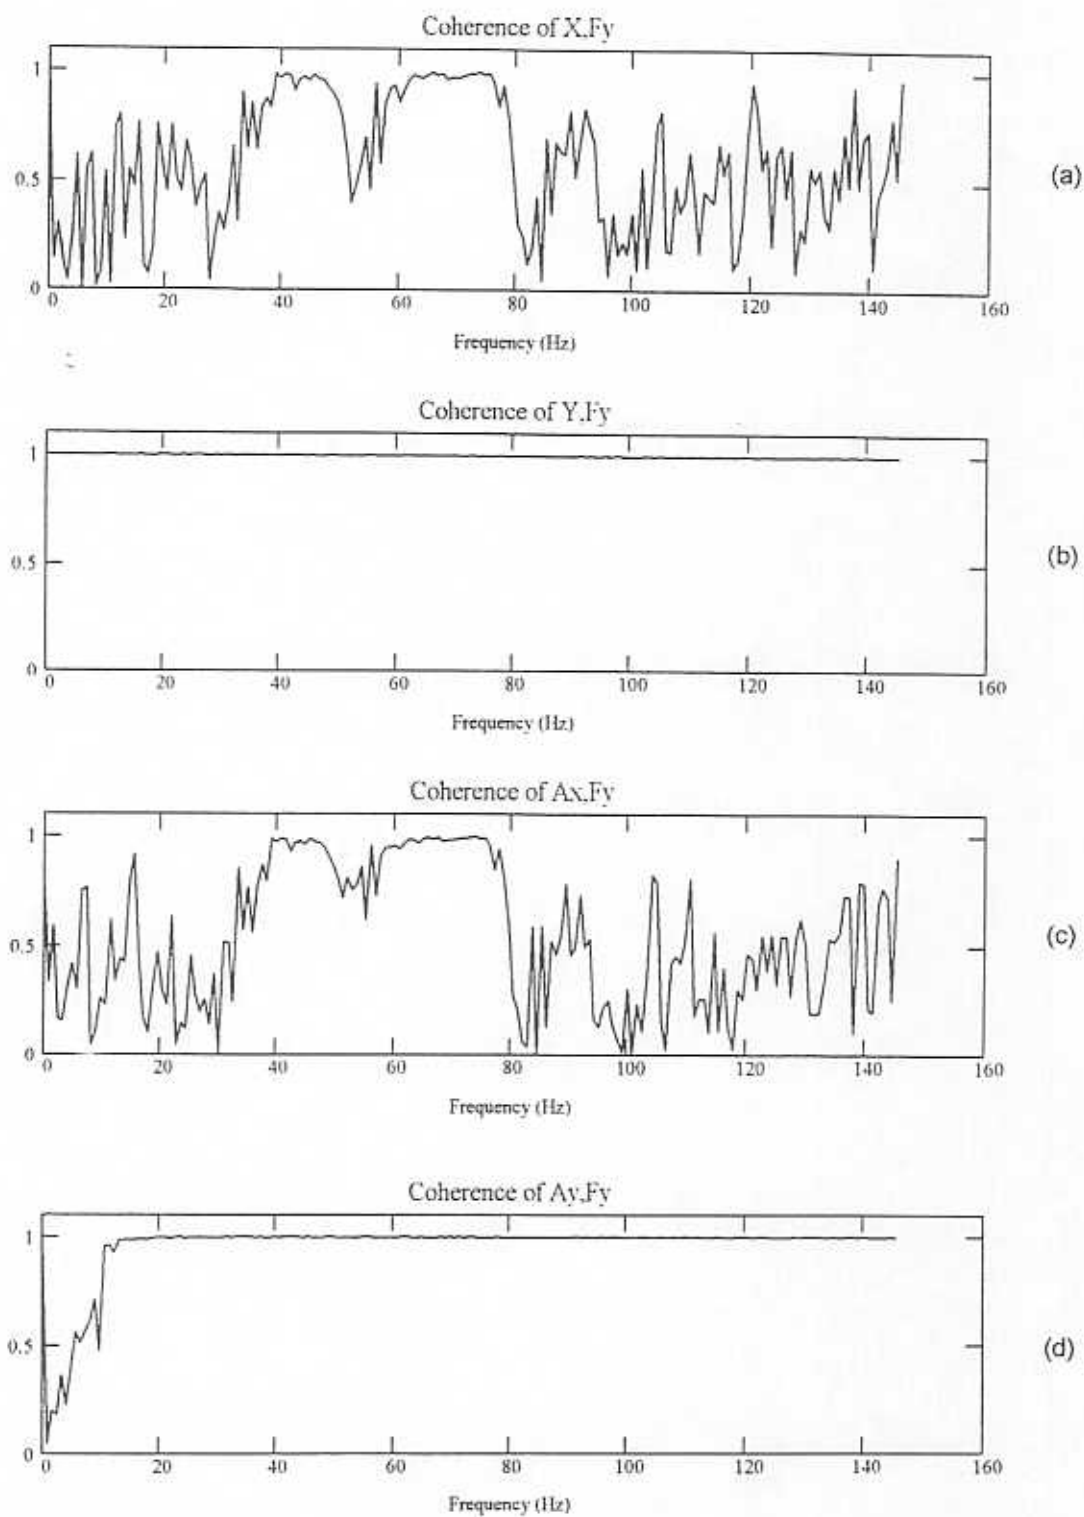 Coherence of X,Fy
1
0.5
0
0 20 40 60 80 100 120 140 160
Frequency (Hz)
(a)
Coherence of Y,Fy
1
0.5
0
0 20 40 60 80 100 120 140 160
Frequency (Hz)
(b)
Coherence of Ax,Fy
1
0.5
0
0 20 40 60 80 100 120 140 160
Frequency (Hz)
(c)
Coherence of Ay,Fy
1
0.5
0
0 20 40 60 80 100 120 140 160
Frequency (Hz)
(d)